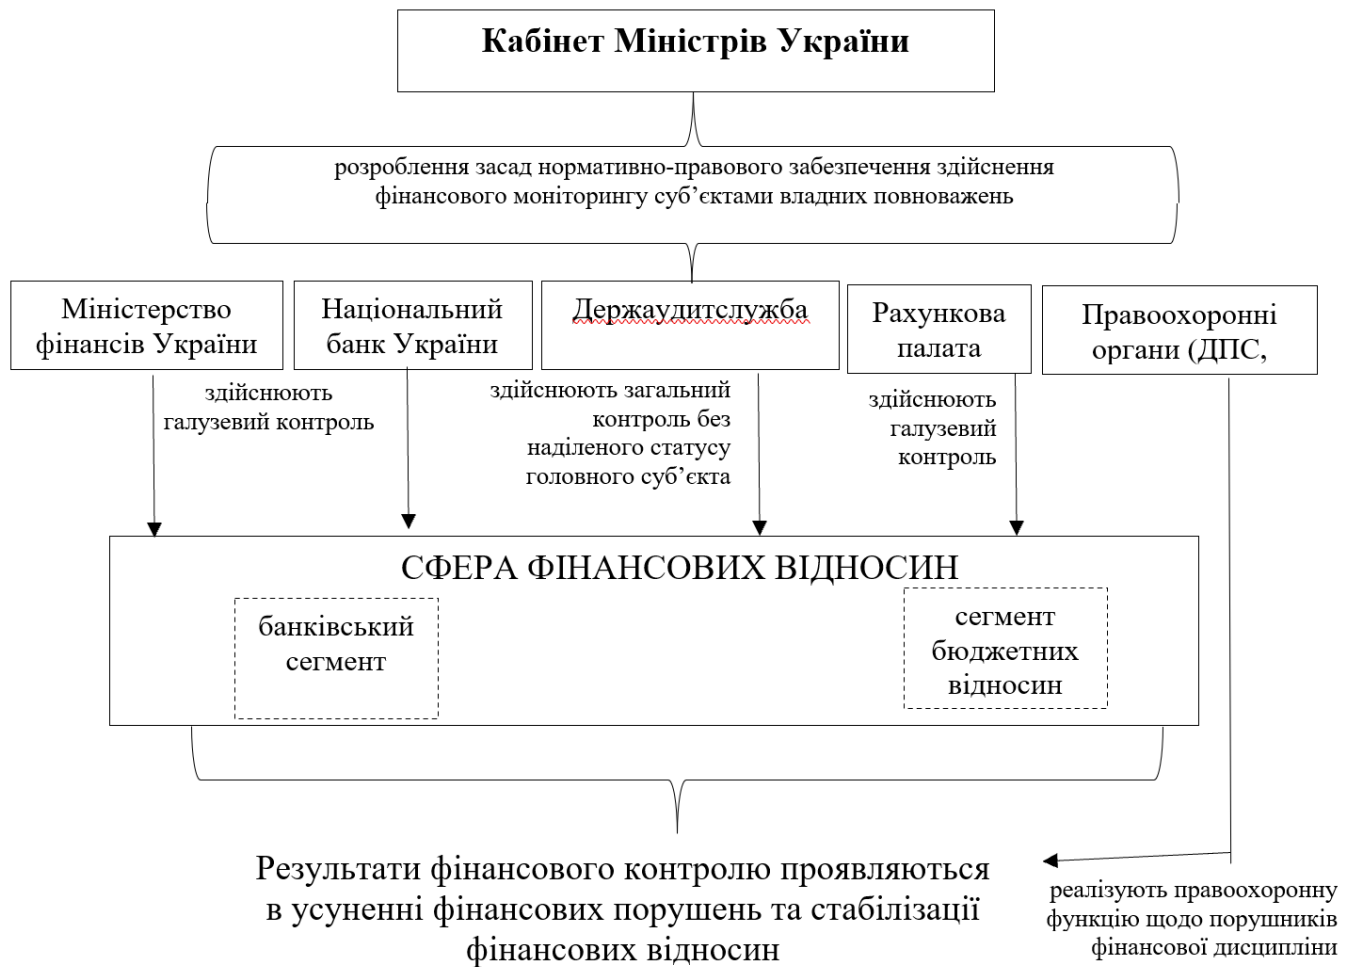 Кабінет Міністрів України
розроблення засад нормативно-правового забезпечення здійснення
фінансового моніторингу суб’єктами владних повноважень
Міністерство
фінансів України
Національний
банк України
Держаудитслужба
Рахункова
палата
Правоохоронні
органи (ДПС,
здійснюють
галузевий контроль
здійснюють загальний
контроль без
наділеного статусу
головного суб’єкта
здійснюють
галузевий
контроль
СФЕРА ФІНАНСОВИХ ВІДНОСИН
банківський
сегмент
сегмент
бюджетних
відносин
Результати фінансового контролю проявляються
в усуненні фінансових порушень та стабілізації
фінансових відносин
реалізують правоохоронну
функцію щодо порушників
фінансової дисципліни